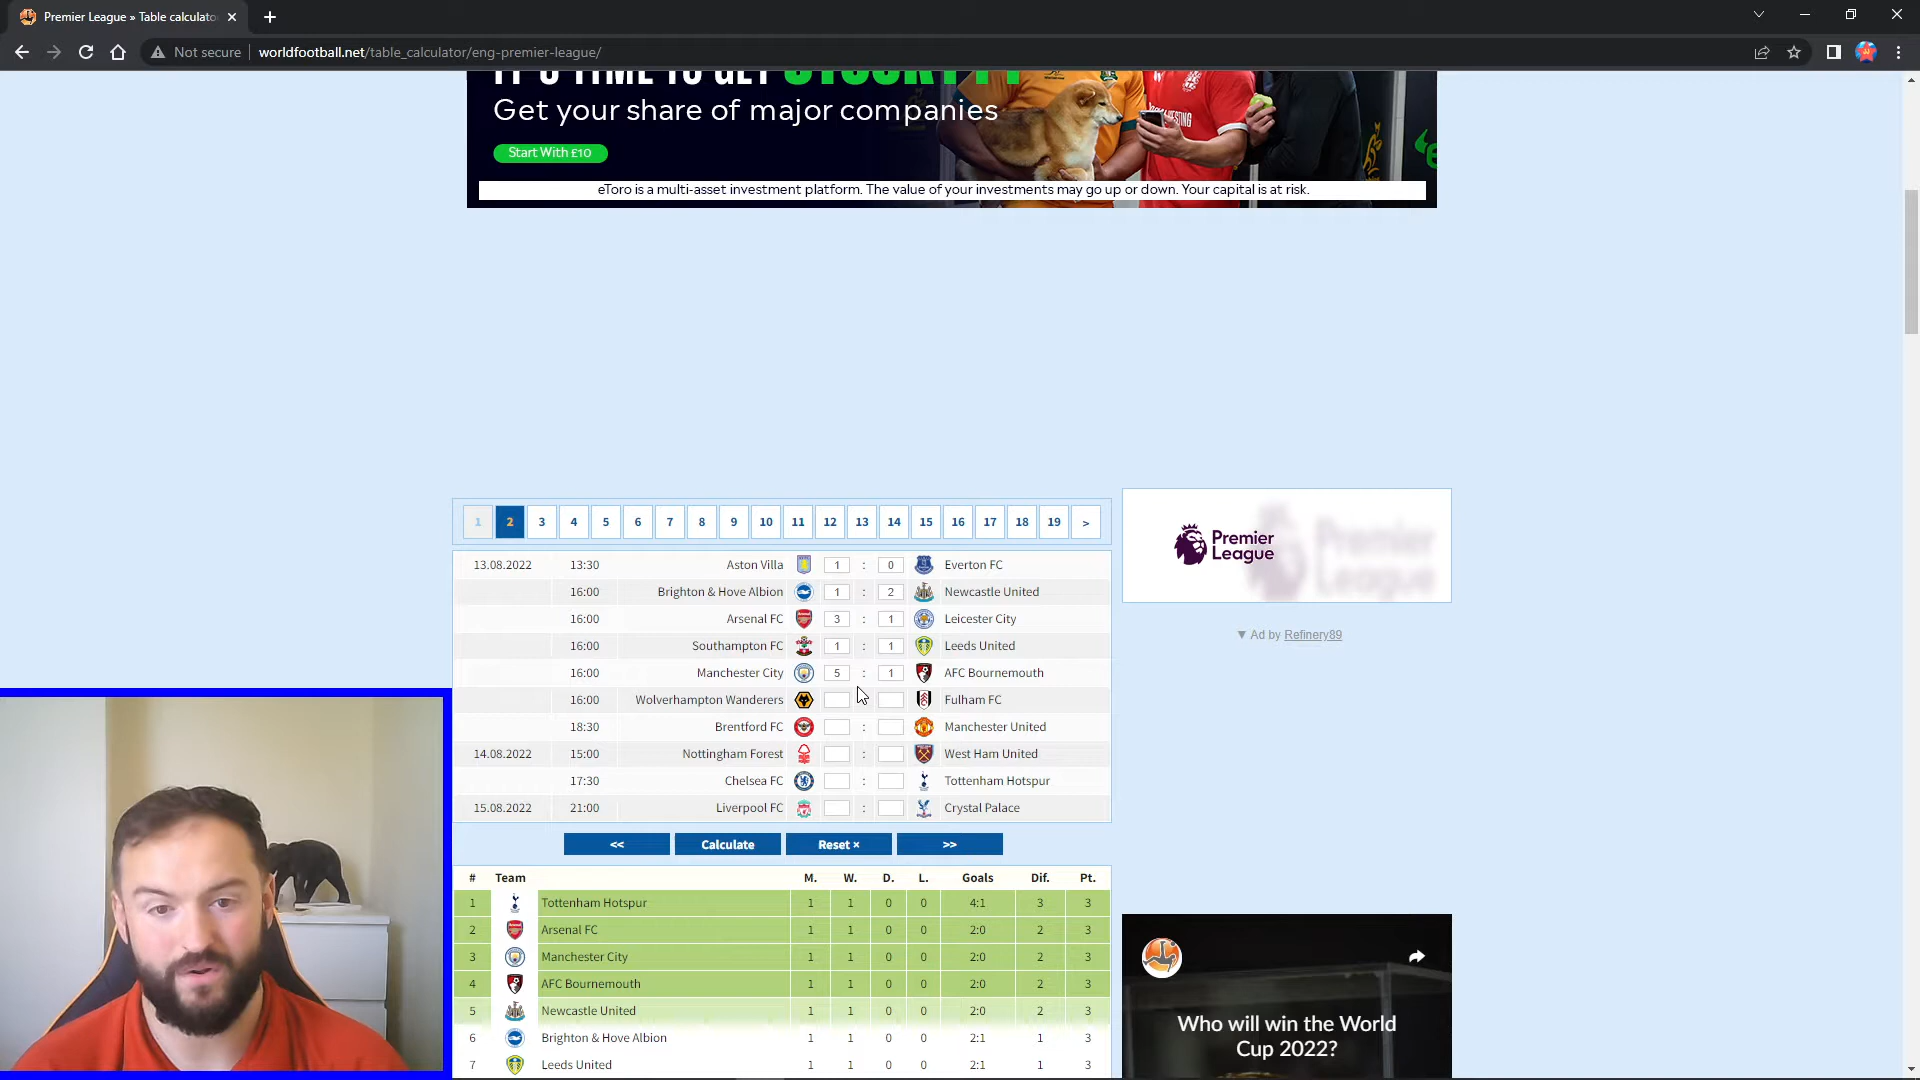 Premier League » Table calculato
Not secure worldfootball.net/table_calculator/eng-premier-league/
Get your share of major companies
Start With £10
eToro is a multi-asset investment platform. The value of your investments may go up or down. Your capital is at risk.
1 2 3 4 5 6 7 8 9 10 11 12 13 14 15 16 17 18 19 >
13.08.2022 13:30 Aston Villa 1 : 0 Everton FC
16:00 Brighton & Hove Albion 1 : 2 Newcastle United
16:00 Arsenal FC 3 : 1 Leicester City
16:00 Southampton FC 1 : 1 Leeds United
16:00 Manchester City 5 : 1 AFC Bournemouth
16:00 Wolverhampton Wanderers : Fulham FC
18:30 Brentford FC : Manchester United
14.08.2022 15:00 Nottingham Forest : West Ham United
17:30 Chelsea FC : Tottenham Hotspur
15.08.2022 21:00 Liverpool FC : Crystal Palace
<< Calculate Reset × >>
# Team M. W. D. L. Goals Dif. Pt.
1 Tottenham Hotspur 1 1 0 0 4:1 3 3
2 Arsenal FC 1 1 0 0 2:0 2 3
3 Manchester City 1 1 0 0 2:0 2 3
4 AFC Bournemouth 1 1 0 0 2:0 2 3
5 Newcastle United 1 1 0 0 2:0 2 3
6 Brighton & Hove Albion 1 1 0 0 2:1 1 3
7 Leeds United 1 1 0 0 2:1 1 3
Premier
League
Premier
League
▼ Ad by Refinery89
Who will win the World
Cup 2022?